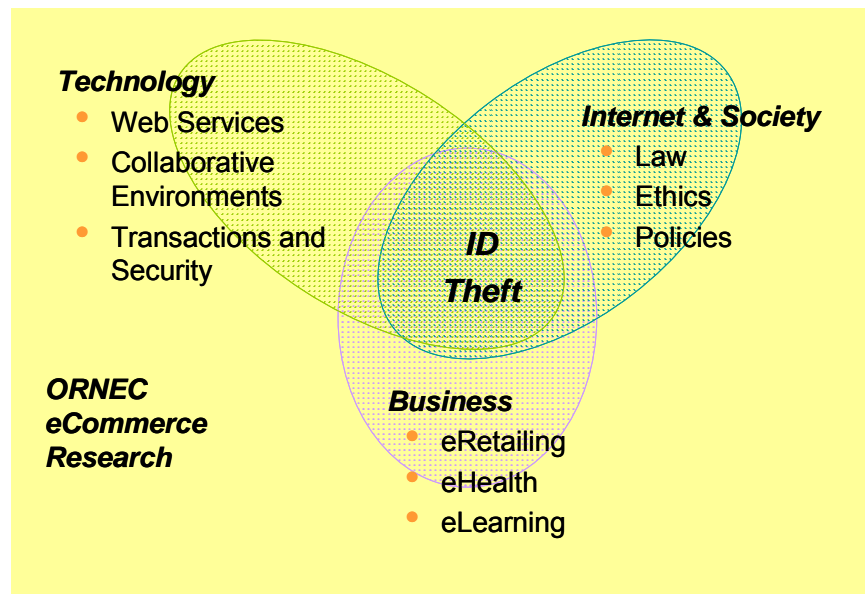 Technology
• Web Services
• Collaborative
Environments
• Transactions and
Security
Internet & Society
• Law
• Ethics
• Policies
ID
Theft
ORNEC
eCommerce
Research
Business
• eRetailing
• eHealth
• eLearning